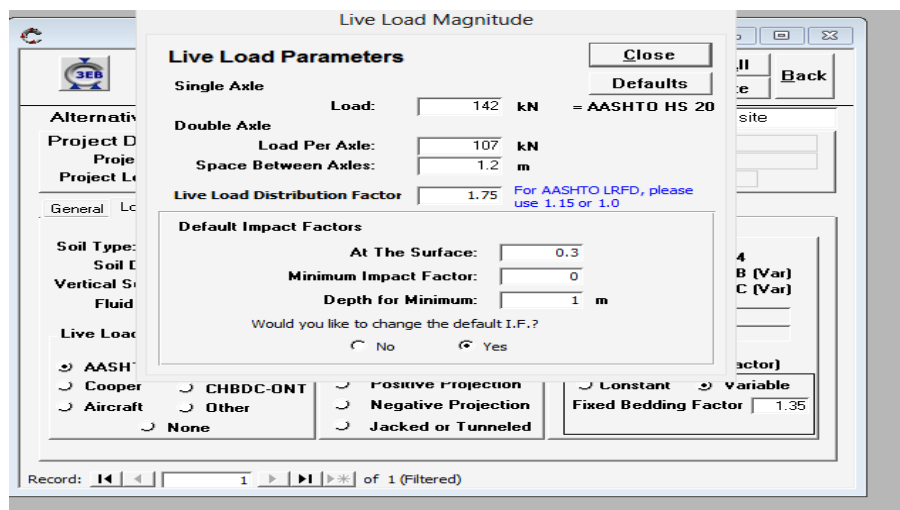 Live Load Magnitude
3EB
Live Load Parameters
Close
Back
Single Axle
Defaults
Load: 142 kN = AASHTO HS 20
Alternativ
site
Double Axle
Project D
Load Per Axle: 107 kN
Proje
Space Between Axles: 1.2 m
Project Lo
Live Load Distribution Factor 1.75 For AASHTO LRFD, please
use 1.15 or 1.0
General Lo
Default Impact Factors
Soil Type:
At The Surface: 0.3
4
Soil D
Minimum Impact Factor: 0
B (Var)
Vertical S
C (Var)
Fluid
Depth for Minimum: 1 m
Would you like to change the default I.F.?
Live Load
No Yes
AASHT
actor)
Cooper CHBDC-ONT Positive Projection Constant Variable
Aircraft Other Negative Projection Fixed Bedding Factor 1.35
None Jacked or Tunneled
Record: 1 of 1 (Filtered)